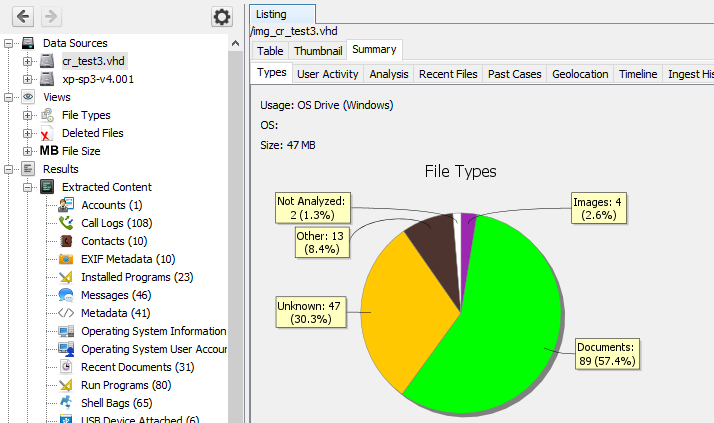 Data Sources
cr_test3.vhd
xp-sp3-v4.001
Views
File Types
Deleted Files
MB File Size
Results
Extracted Content
Accounts (1)
Call Logs (108)
Contacts (10)
EXIF Metadata (10)
Installed Programs (23)
Messages (46)
Metadata (41)
Operating System Information
Operating System User Accoun
Recent Documents (31)
Run Programs (80)
Shell Bags (65)
USB Device Attached (6)
Listing
/img_cr_test3.vhd
Table Thumbnail Summary
Types User Activity Analysis Recent Files Past Cases Geolocation Timeline Ingest His
Usage: OS Drive (Windows)
OS:
Size: 47 MB
File Types
Not Analyzed:
2 (1.3%)
Images: 4
(2.6%)
Other: 13
(8.4%)
Unknown: 47
(30.3%)
Documents:
89 (57.4%)